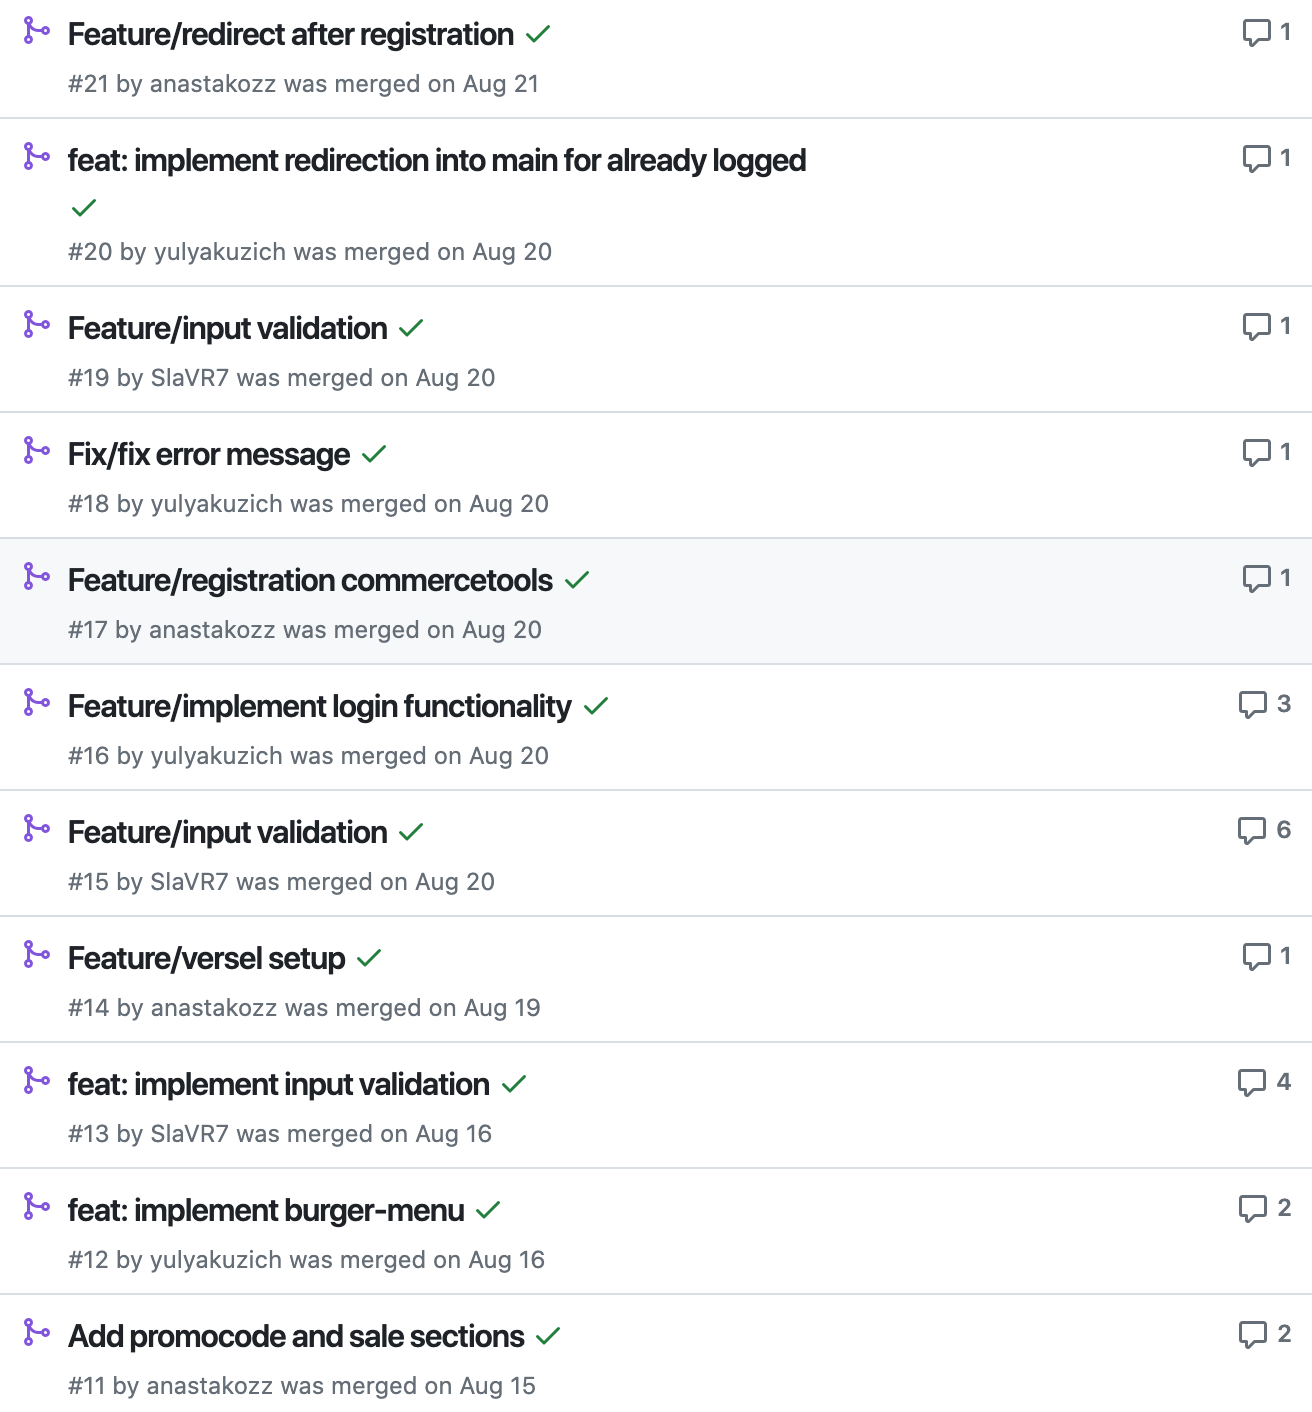 Feature/redirect after registration
1
#21 by anastakozz was merged on Aug 21
feat: implement redirection into main for already logged
1
#20 by yulyakuzich was merged on Aug 20
Feature/input validation
1
#19 by SlaVR7 was merged on Aug 20
Fix/fix error message
1
#18 by yulyakuzich was merged on Aug 20
Feature/registration commercetools
1
#17 by anastakozz was merged on Aug 20
Feature/implement login functionality
3
#16 by yulyakuzich was merged on Aug 20
Feature/input validation
6
#15 by SlaVR7 was merged on Aug 20
Feature/versel setup
1
#14 by anastakozz was merged on Aug 19
feat: implement input validation
4
#13 by SlaVR7 was merged on Aug 16
feat: implement burger-menu
2
#12 by yulyakuzich was merged on Aug 16
Add promocode and sale sections
2
#11 by anastakozz was merged on Aug 15